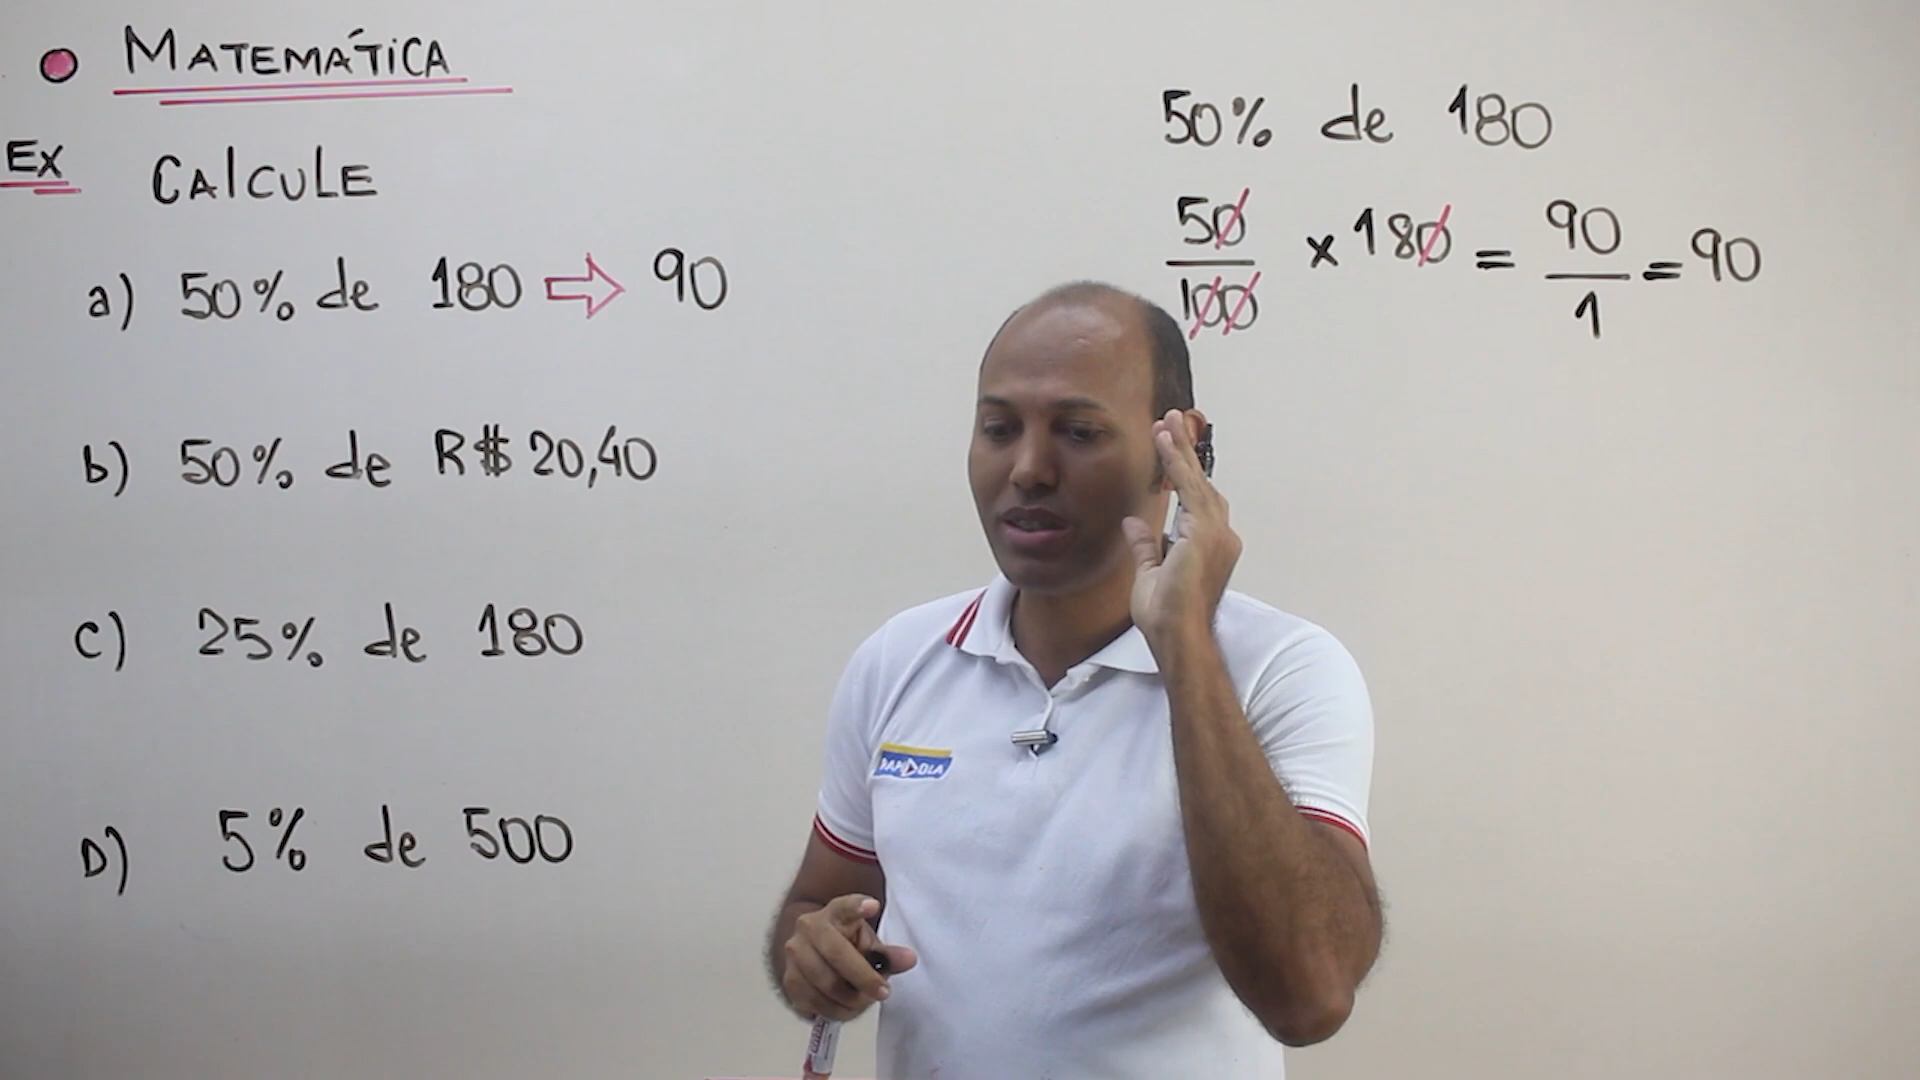 MATEMÁTICA
Ex CALCULE
a) 50% de 180 ⇨ 90
b) 50% de R$ 20,40
c) 25% de 180
D) 5% de 500
50% de 180
50/100 x 180 = 90/1 = 90